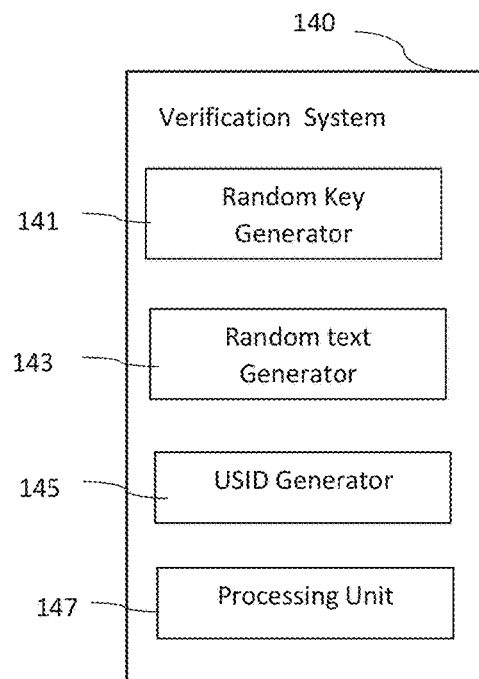 140
Verification System
Random Key
Generator
141
Random text
Generator
143
USID Generator
145
Processing Unit
147